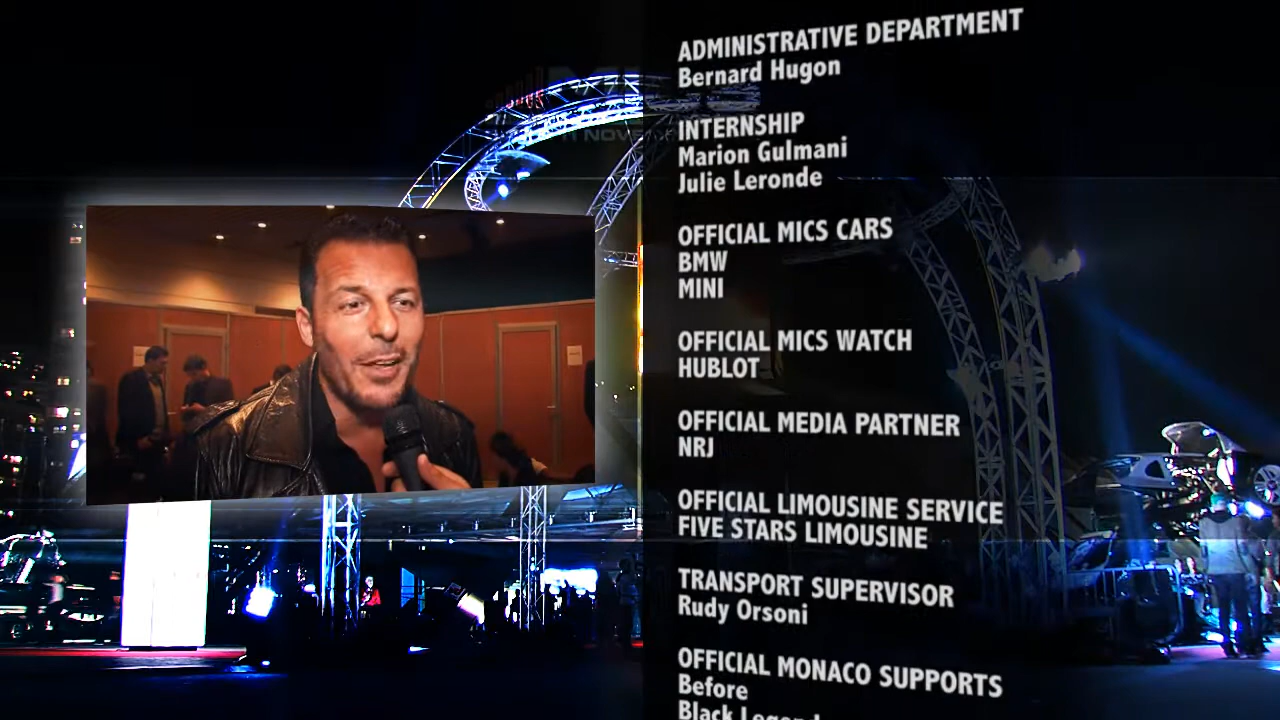 ADMINISTRATIVE DEPARTMENT
Bernard Hugon
INTERNSHIP
Marion Gulmani
Julie Leronde
OFFICIAL MICS CARS
BMW
MINI
OFFICIAL MICS WATCH
HUBLOT
OFFICIAL MEDIA PARTNER
NRJ
OFFICIAL LIMOUSINE SERVICE
FIVE STARS LIMOUSINE
TRANSPORT SUPERVISOR
Rudy Orsoni
OFFICIAL MONACO SUPPORTS
Before
Black